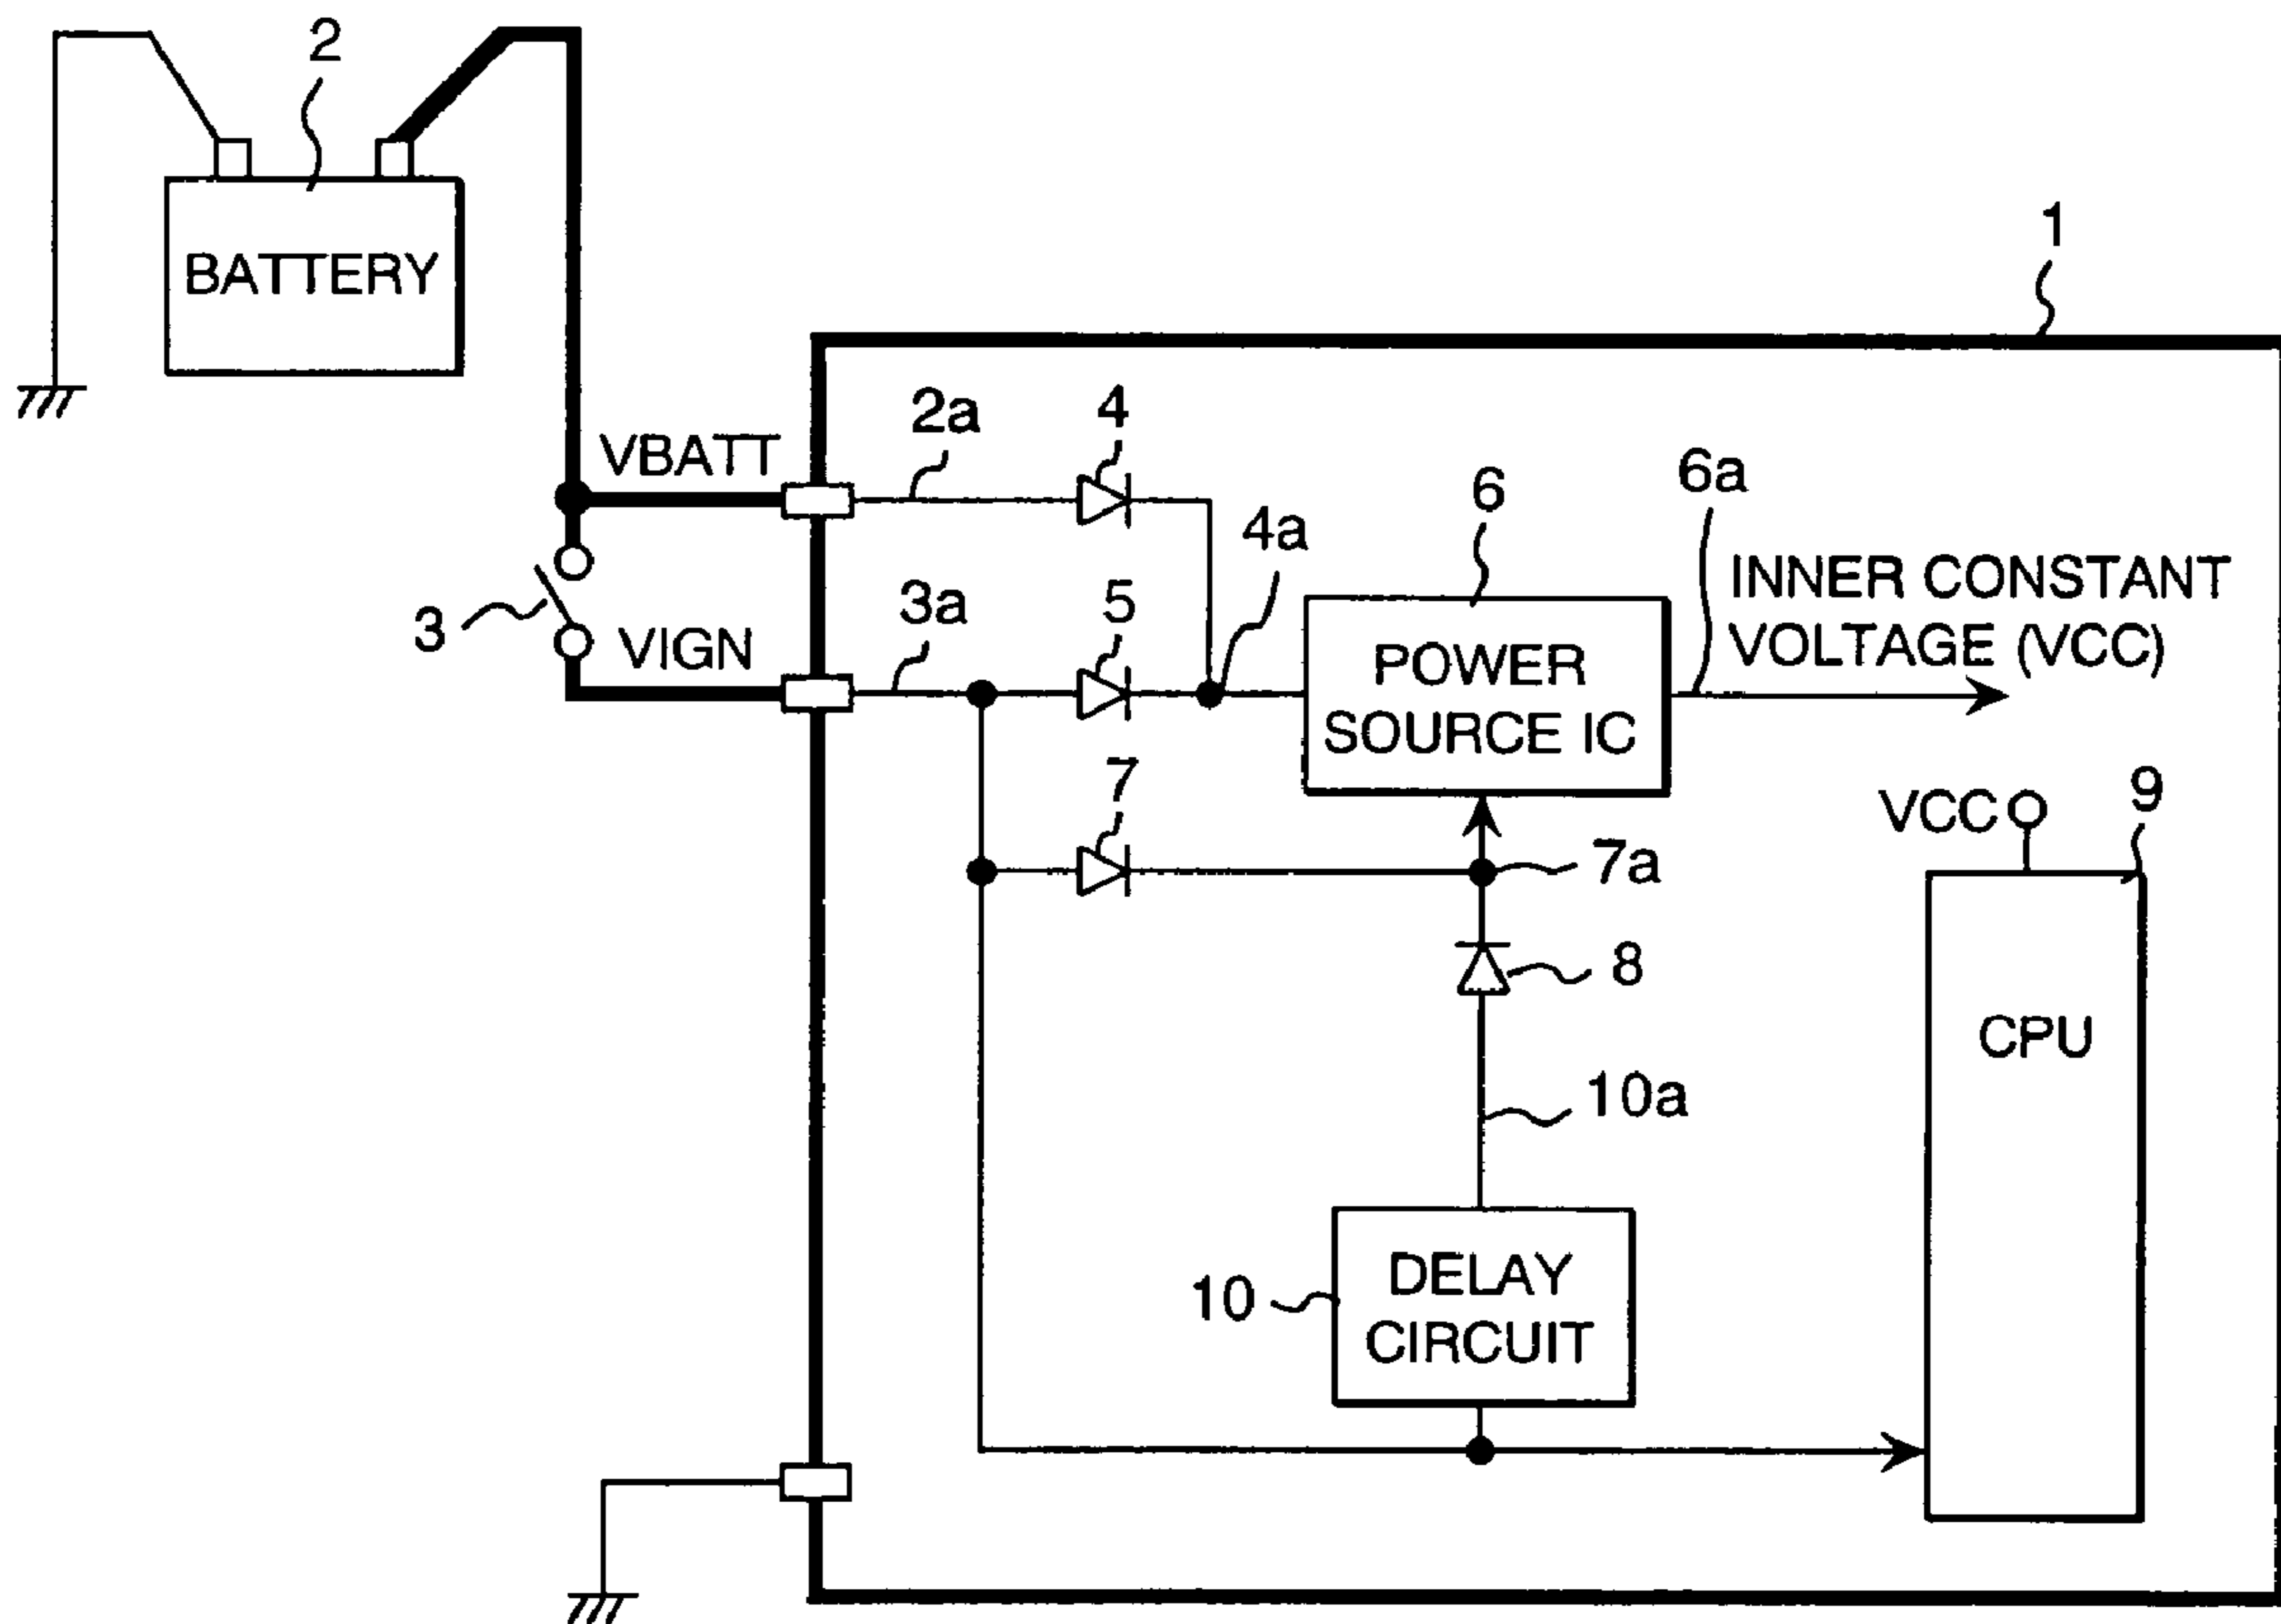 2
BATTERY
1
VBATT
2a
4
4a
6
6a
INNER CONSTANT
VOLTAGE (VCC)
3
VIGN
3a
5
POWER
SOURCE IC
7
7a
VCC
9
8
CPU
10a
10
DELAY
CIRCUIT